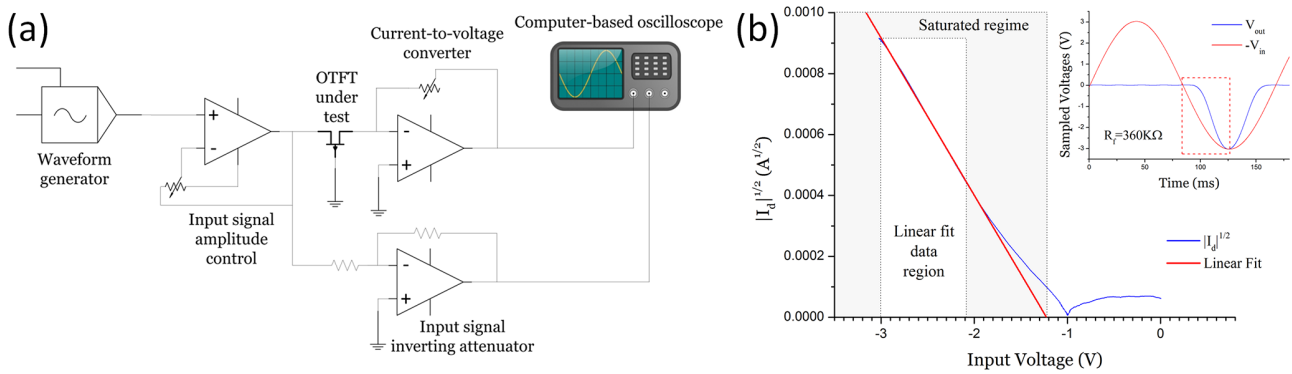 (a)
Computer-based oscilloscope
Current-to-voltage
converter
OTFT
under
test
+
-
-
+
Waveform
generator
Input signal
amplitude
control
-
+
Input signal
inverting attenuator
(b)
0.0010
0.0008
0.0006
0.0004
0.0002
0.0000
|I_d|^1/2 (A^1/2)
Saturated regime
Linear fit
data
region
|I_d|^1/2
Linear Fit
-3
-2
-1
0
Input Voltage (V)
V_out
-V_in
Sampled Voltages (V)
3
2
1
0
-1
-2
-3
R_f=360KΩ
0
50
100
150
Time (ms)